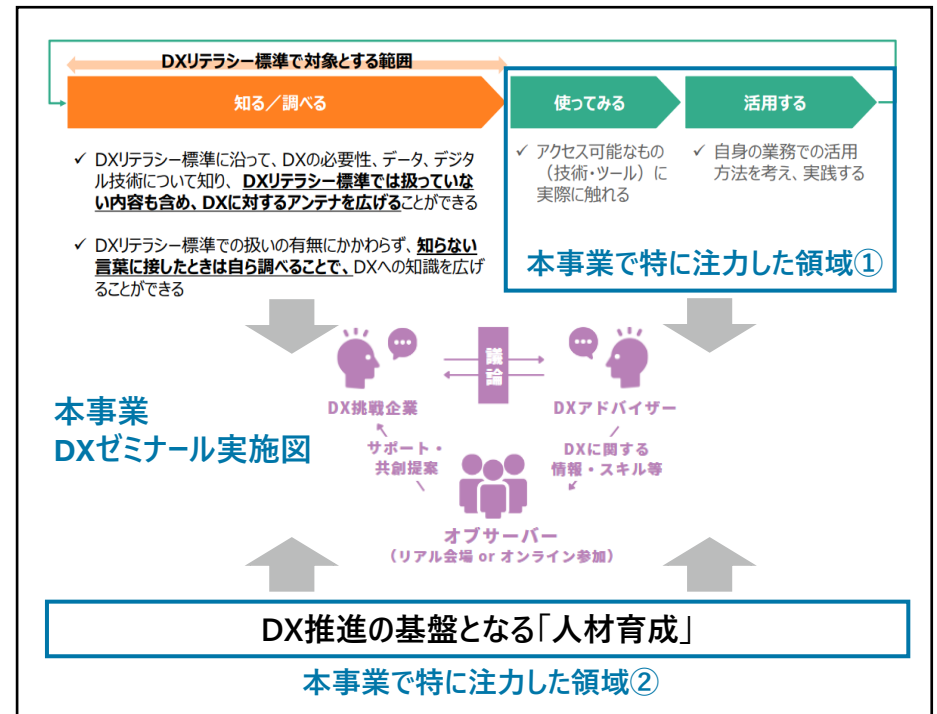 DXリテラシー標準で対象とする範囲
知る／調べる
使ってみる
活用する
✓ DXリテラシー標準に沿って、DXの必要性、データ、デジタ
ル技術について知り、 DXリテラシー標準では扱っていな
い内容も含め、DXに対するアンテナを広げることができる
✓ DXリテラシー標準での扱いの有無にかかわらず、知らない
言葉に接したときは自ら調べることで、DXへの知識を広げ
ることができる
✓ アクセス可能なもの
（技術・ツール）に
実際に触れる
✓ 自身の業務での活用
方法を考え、実践する
本事業で特に注力した領域①
議論
DX挑戦企業
DXアドバイザー
本事業
DXゼミナール実施図
サポート・
共創提案
DXに関する
情報・スキル等
オブサーバー
（リアル会場 or オンライン参加）
DX推進の基盤となる「人材育成」
本事業で特に注力した領域②